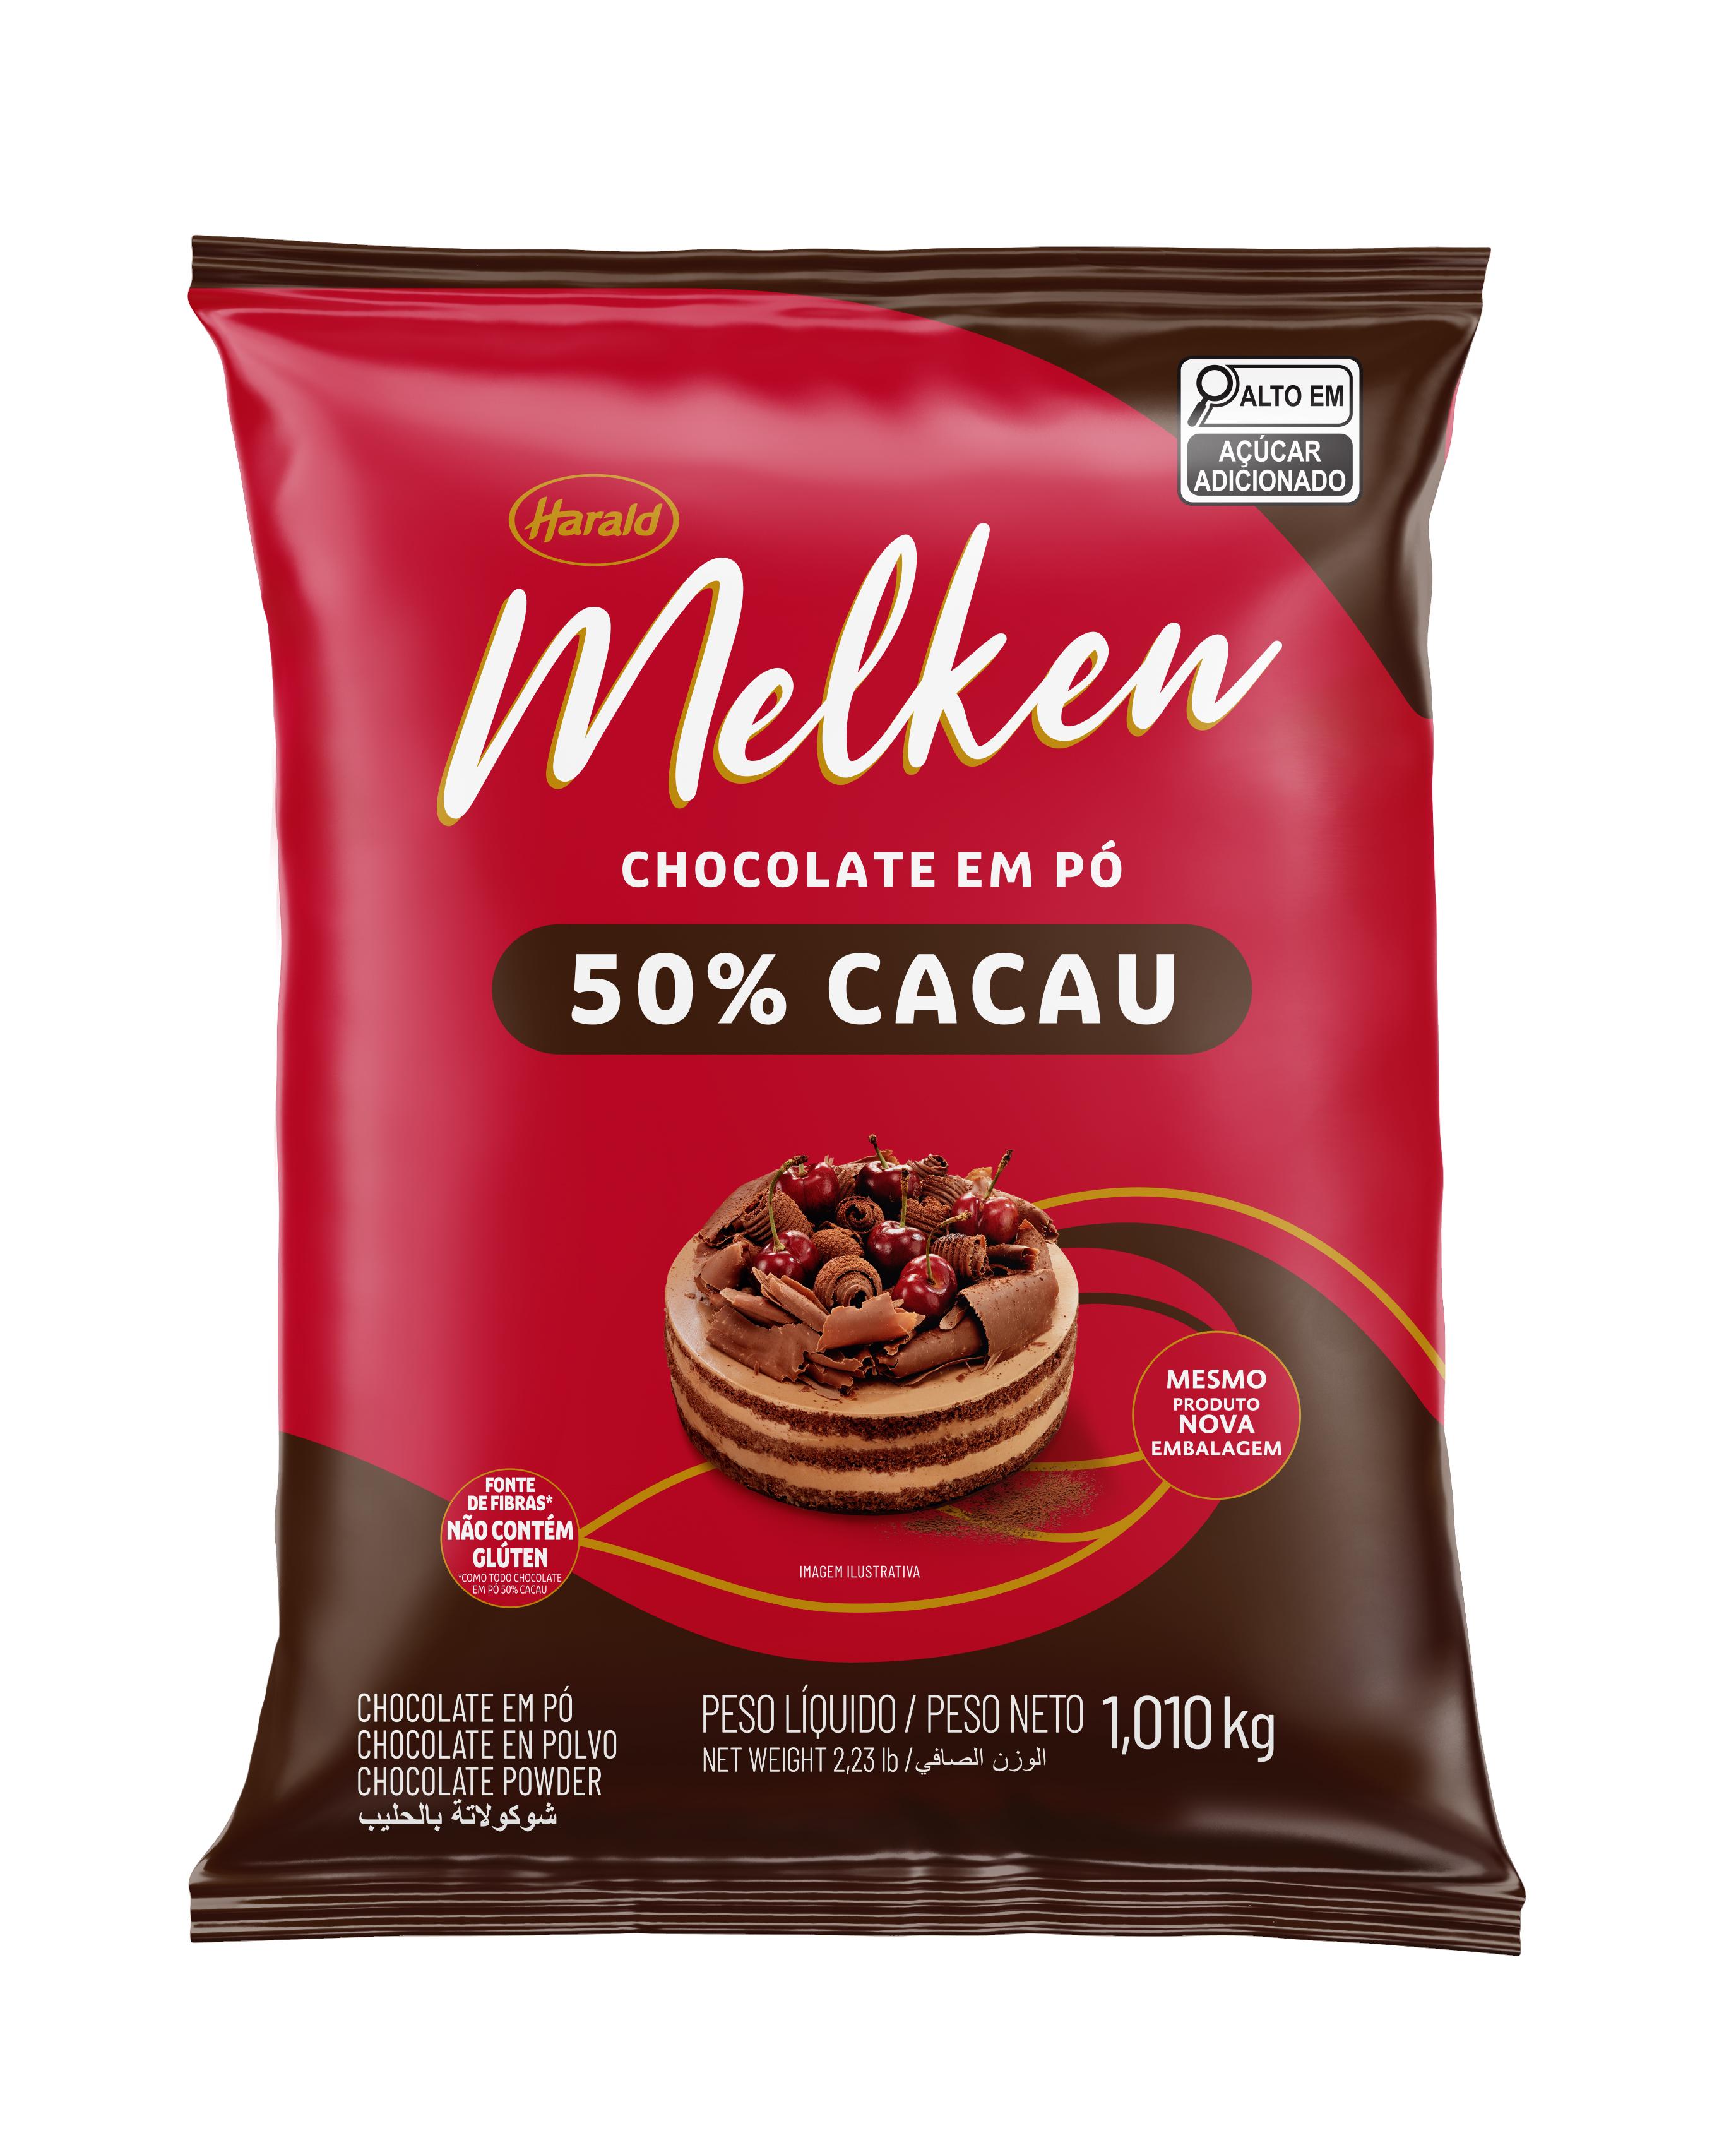 ALTO EM
AÇÚCAR
ADICIONADO
Harald
Melken
CHOCOLATE EM PÓ
50% CACAU
MESMO
PRODUTO
NOVA
EMBALAGEM
FONTE
DE FIBRAS*
NÃO CONTÉM
GLÚTEN
*COMO TODO CHOCOLATE
EM PÓ 50% CACAU
IMAGEM ILUSTRATIVA
CHOCOLATE EM PÓ
CHOCOLATE EN POLVO
CHOCOLATE POWDER
شوكولاتة بالحليب
PESO LÍQUIDO / PESO NETO 1,010 kg
NET WEIGHT 2,23 lb / الوزن الصافي